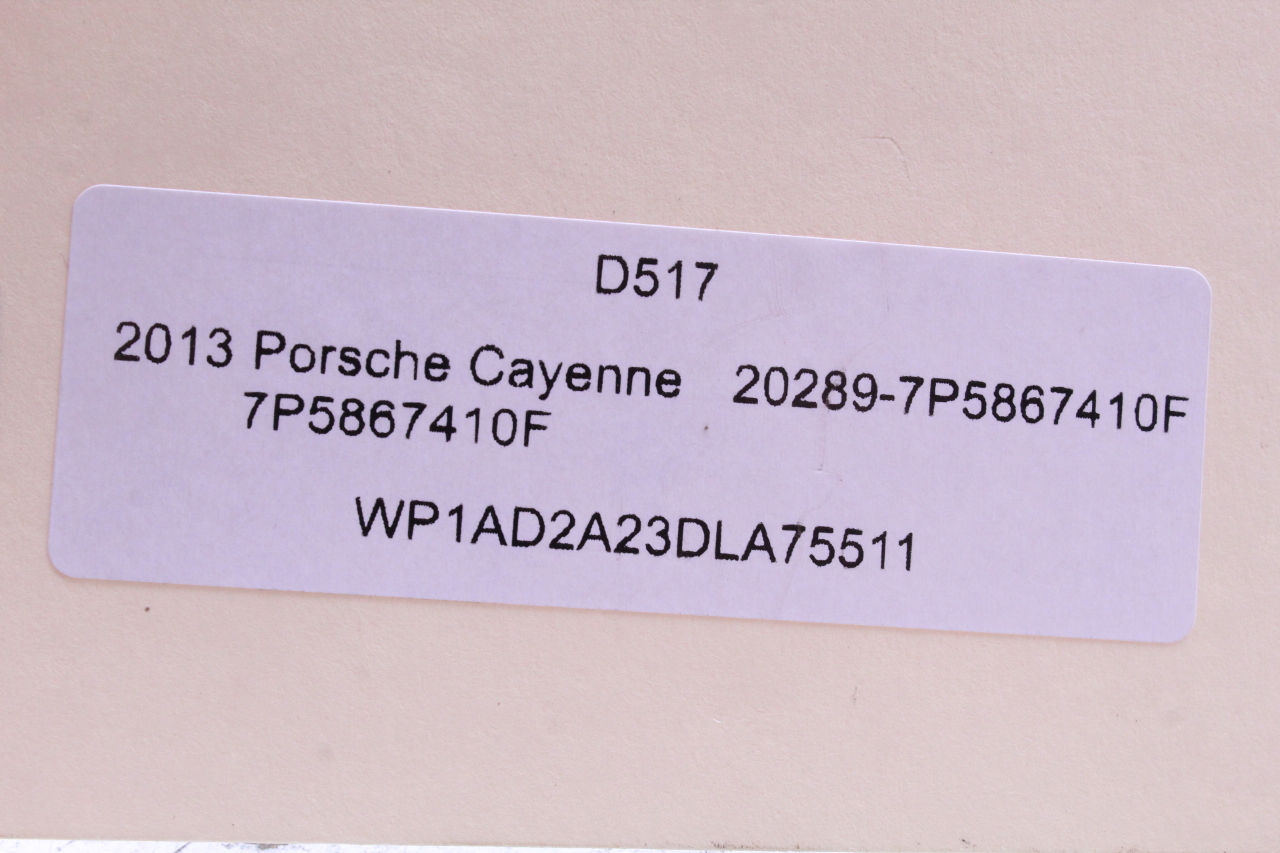 D517
2013 Porsche Cayenne 20289-7P5867410F
7P5867410F
WP1AD2A23DLA75511